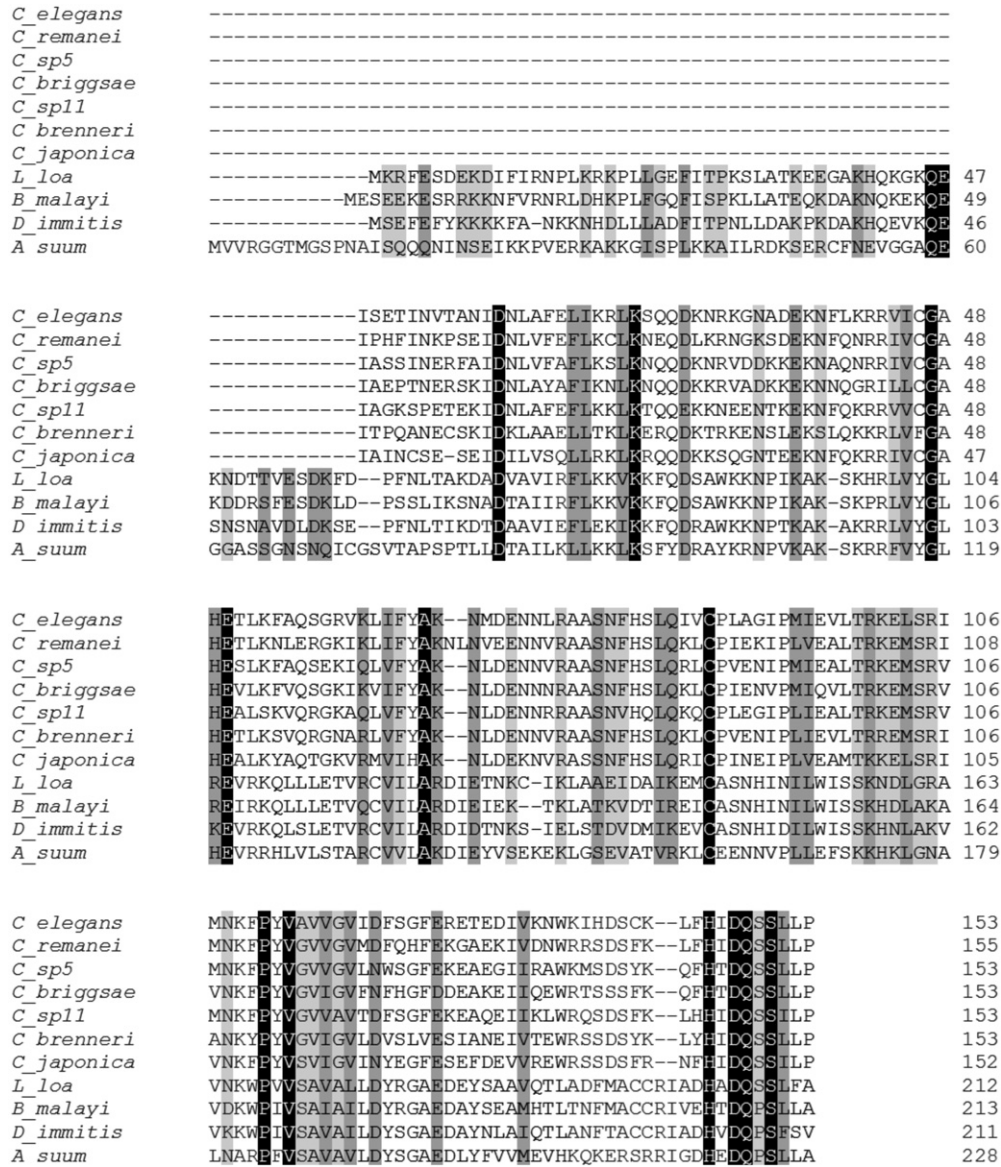 C_elegans ------------------------------------------------------------
C_remanei ------------------------------------------------------------
C_sp5 ------------------------------------------------------------
C_briggsae ------------------------------------------------------------
C_sp11 ------------------------------------------------------------
C_brenneri ------------------------------------------------------------
C_japonica ------------------------------------------------------------
L_loa -------------MKRFESDEKDIFIRNPLKRKPLLGEFITPKSLATKEEGAKHQKGKQE 47
B_malayi -----------MESEEKESRRKKNFVRNRLDHKPLFGQFISPKLLATEQKDAKNQKEKQE 49
D_immitis -------------MSEFEFYKKKKFA-NKKNHDLLLADFITPNLLDAKPKDAKHQEVKQE 46
A_suum MVVRGGTMGSPNAISQQQNINSEIKKPVERKAKKGISPLKKAILRDKSERCFNEVGGAQE 60
C_elegans ------------ISETINVTANIDNLAFELIKRLKSQQDKNRKGNADEKNFLKRRVICGA 48
C_remanei ------------IPHFINKPSEIDNLVFEFLKCLKNEQDLKRNGKSDEKNFQNRRIVCGA 48
C_sp5 ------------IASSINERFAIDNLVFAFLKSLKSQQDKNRVDDKKEKNAQNRRIVCGA 48
C_briggsae ------------IAEPTNERSKIDNLAYAFIKNLKNQQDKKRVADKKENNQGRILLCGA 48
C_sp11 ------------IAGKSPETEKIDNLAFEFLKKLKTQQEKKNEENTKEKNFQKRRVVCGA 48
C_brenneri ------------ITPQANECSKIDKLAAELLTKLKERQDKTRKENSLEKSLQKKRLVFGA 48
C_japonica ------------IAINCSE-SEIDILVSQLLRKLKRQQDKKSQGNTEEKNFQKRRIVCGA 47
L_loa KNDTTVESDKFD--PFNLTAKDADVAVIRFLKKLKKFQDSAWKKNPIKAK-SKHRLVYGL 104
B_malayi KDDRSFESDKLD--PSSLIKSNADTAIIRFLKKVKKFQDSAWKKNPIKAK-SKPRLVYGL 106
D_immitis SNSNAVDLDKSE--PFNLTIKDTDAAVIEFLEKIKKFQDRAWKKNPTKAK-AKRRLVYGL 103
A_suum GGASSGNSNQICGSVTAPSPTLLDTAILKLLKKLKSFYDRAYKRNPVKAK-SKRRFVYGL 119
C_elegans HETLKFAQSGRVKLIFYAK--NMDENNLRAASNFHSLQIVCPLAGIPMIEVLTRKELSRI 106
C_remanei HETLKNLERGKIKLIFYAKNLNVEENNVRAASNFHSLQKLCPIEKIPLVEALTRKEMSRI 108
C_sp5 HESLKFAQSEKIQLVFYAK--NLDENNVRAASNFHSLQRLCPVENIPMIEALTRKEMSRV 106
C_briggsae HEVLKFVQSGKIKVIFYAK--NLDENNNRAASNFHSLQKLCPIENVPMIQVLTRKEMSRV 106
C_sp11 HEALSKVQRGKAQLVFYAK--NLDENNRRAASNVHQLQKQCPLEGIPLIEALTRKEMSRV 106
C_brenneri HETLKSVQRGNARLVFYAK--NLDENNVRAASNFHSLQKLCPVENIPLIEVLTRREMSRI 106
C_japonica HEALKYAQTGKVRMVIHAK--NLDEKNVRAASSNFHSLQRICPINEIPLVEAMTKKELSRI 105
L_loa REVRKQLLLETVRCVILARDIETNKC-IKLAAEIDAIKEMCASNHINILWISSKNDLGRA 163
B_malayi REIRKQLLLETVQCVILARDIEIEK--TKLATKVDTIREICASNHINILWISSKHDLAKA 164
D_immitis KEVRKQLSLETVRCVILARDIDTNKS-IELSTDVDMIKEVCASNHIDILWISSKHNLAKV 162
A_suum HEVRRHLVLSTARCVVLAKDIEYVSEKEKLGSEVATVRKLCEENNVPLLEFSKKHKLGNA 179
C_elegans MNKFPYVAVVGVIDFSGFERETEDIVKNWKIHDSCK--LFHIDQSSLLP 153
C_remanei MNKFPYVGVVGVMDFQHFEKGAEKIVDNWRRSDSFK--LFHIDQSSLLP 155
C_sp5 MNKFPYVGVVGVLNWSGFEKEAEGIIRAWKMSDSYK--QFHTDQSSLLP 153
C_briggsae VNKFPYVGVIGVFNFHGFDDEAKEIIQEWRTSSSFK--QFHTDQSSLLP 153
C_sp11 MNKFPYVGVVAVTDFSGFEKEAQEIIKLWRQSDSFK--LHHIDQSSLLP 153
C_brenneri ANKYPYVGVIGVLDVSLVESIANEIVTEWRSSDSYK--LYHIDQSSLLP 153
C_japonica VNKFPYVSVIGVINYEGFESEFDEVVREWRSSDSFR--NFHIDQSSILP 152
L_loa VNKWPVVSAVALLDYRGAEDEYSAAVQTLADFMACCRIADHADQSSLFA 212
B_malayi VDKWPIVSAIAILDYRGAEDAYSEAMHTLTNFMACCRIVEHTDQPSLLA 213
D_immitis VKKWPIVSAVAILDYSGAEDAYNLAIQTLANFTACCRIADHVDQPSFSV 211
A_suum LNARPFVSAVAVLDYSGAEDLYFVVMEVHKQKERSRRIGDHEDQPSLLA 228